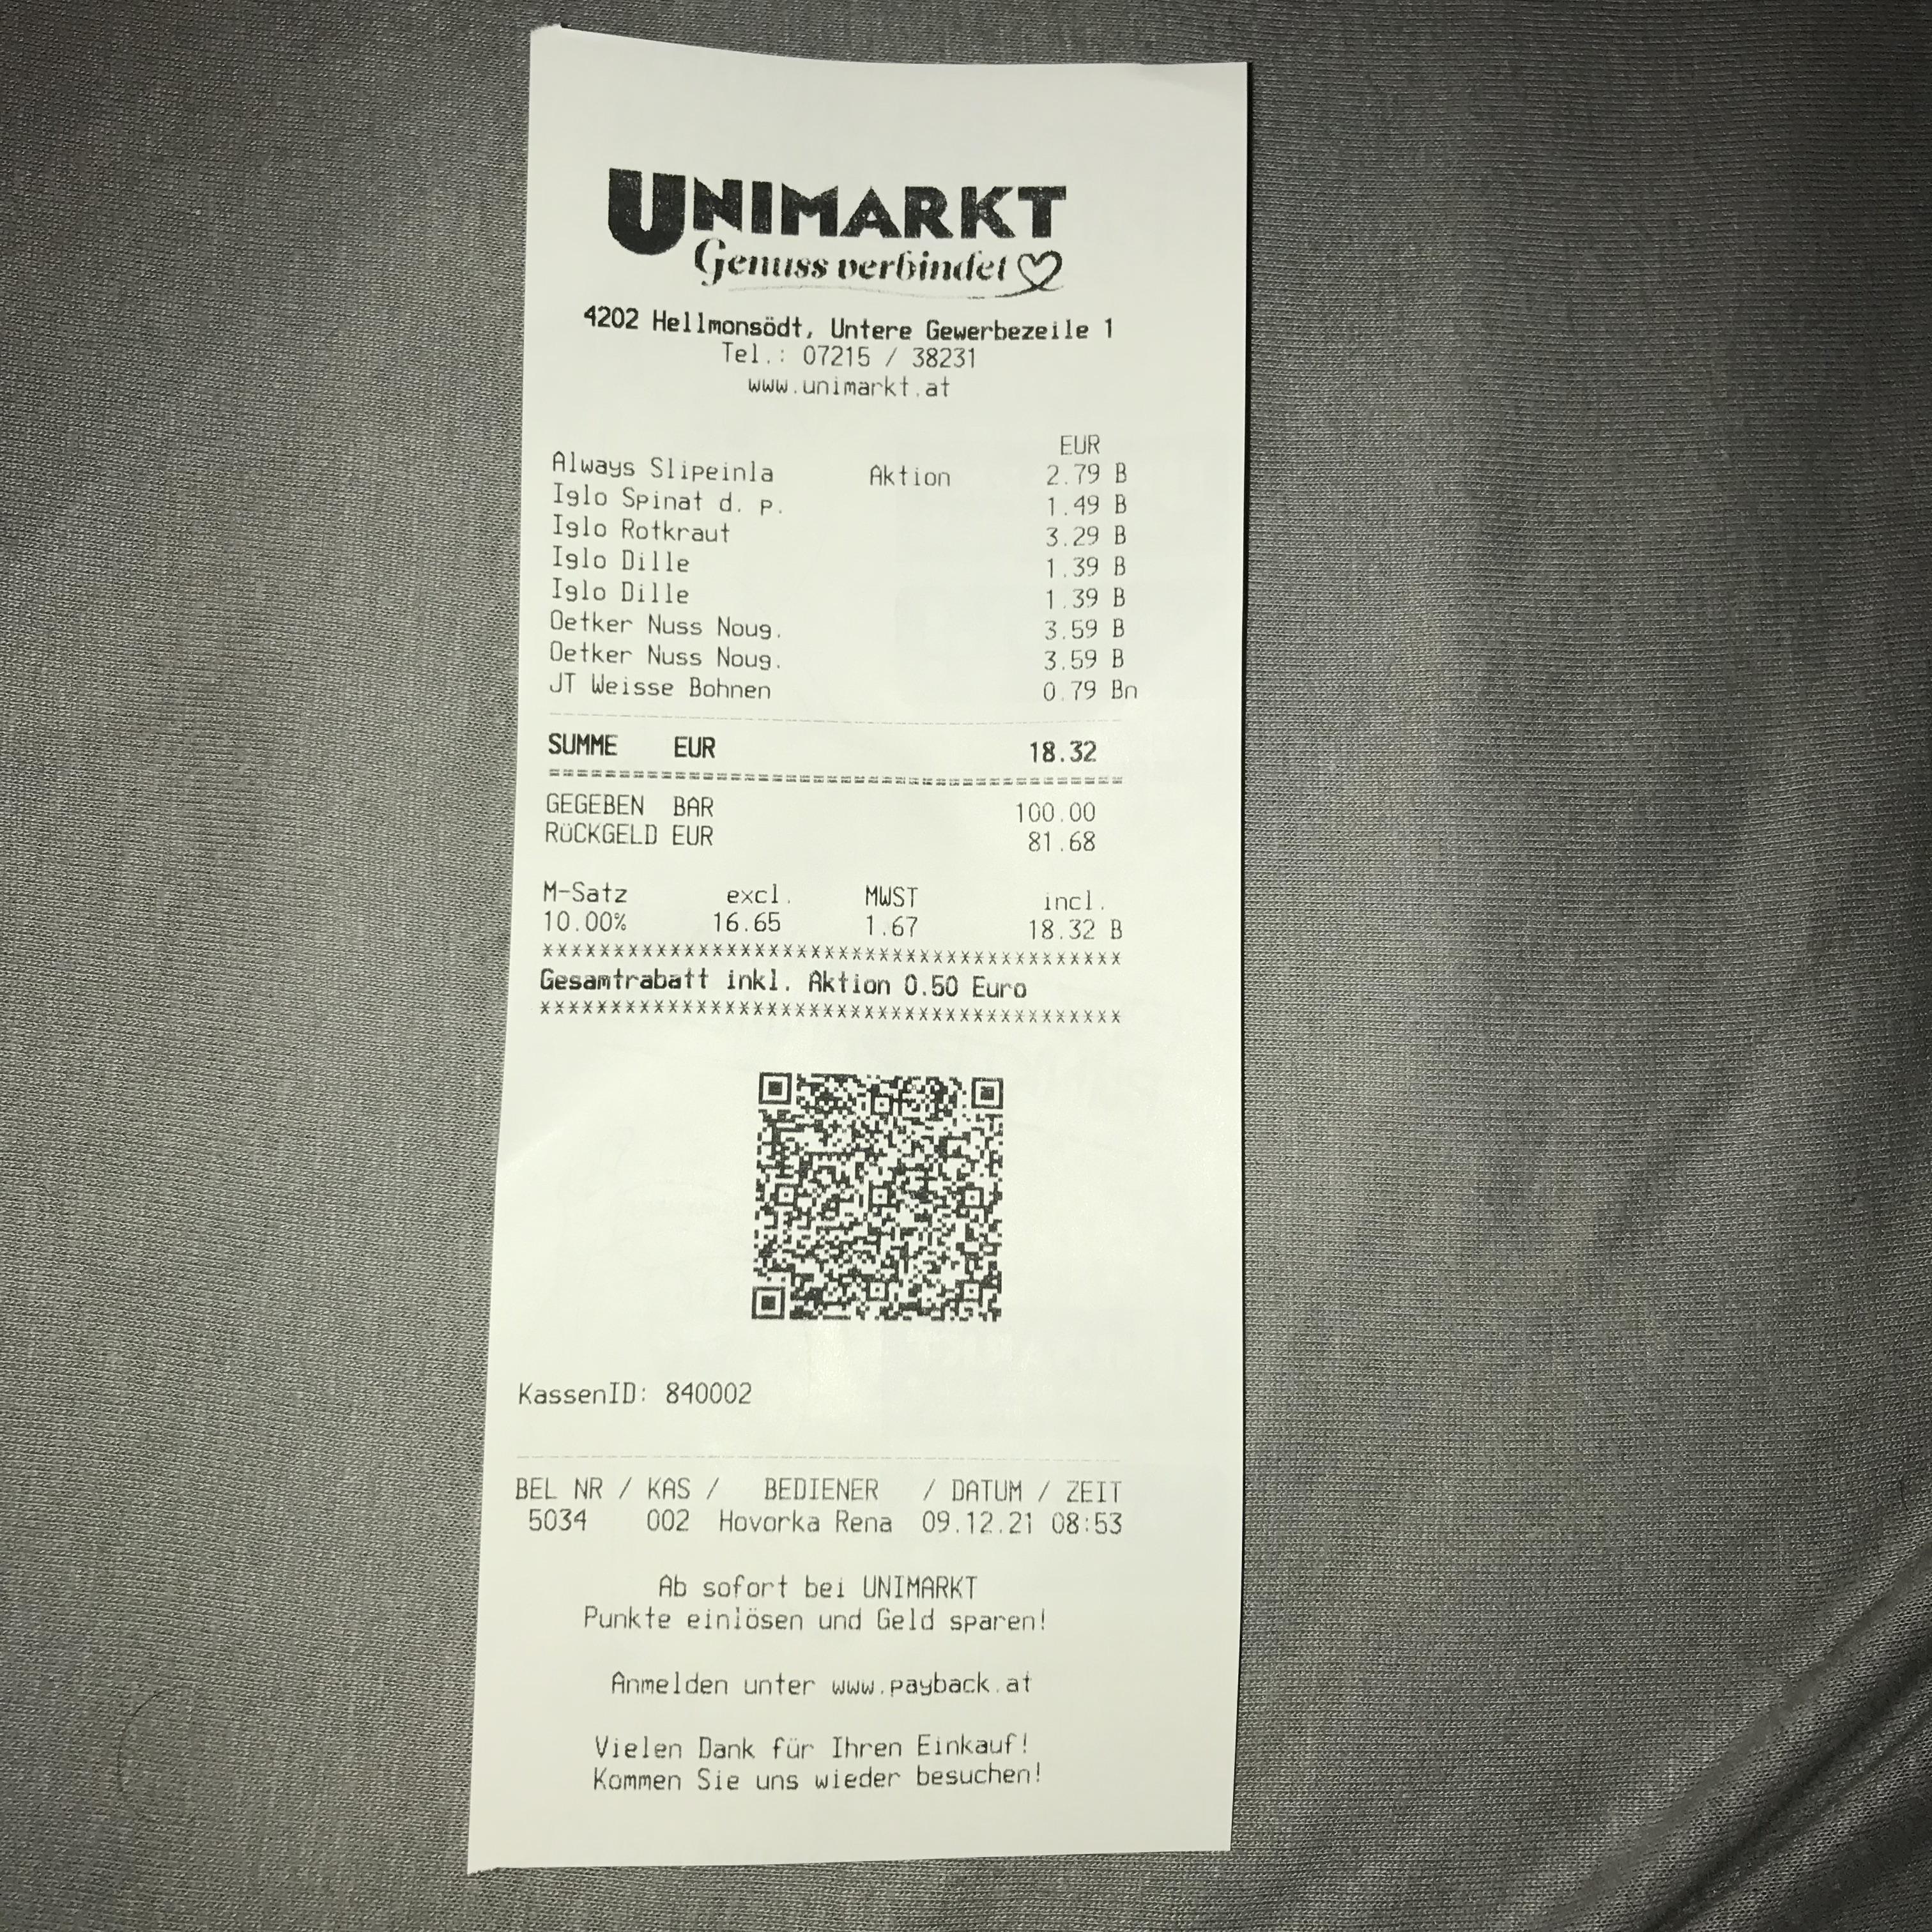 UNIMARKT
Genuss verbindet
4202 Hellmonsödt, Untere Gewerbezeile 1
Tel.: 07215 / 38231
www.unimarkt.at
EUR
Always Slipeinla Aktion 2.79 B
Iglo Spinat d. p. 1.49 B
Iglo Rotkraut 3.29 B
Iglo Dille 1.39 B
Iglo Dille 1.39 B
Oetker Nuss Noug. 3.59 B
Oetker Nuss Noug. 3.59 B
JT Weisse Bohnen 0.79 Bn
SUMME EUR 18.32
==========================================
GEGEBEN BAR 100.00
RÜCKGELD EUR 81.68
M-Satz excl. MWST incl.
10.00% 16.65 1.67 18.32 B
******************************************
Gesamtrabatt inkl. Aktion 0.50 Euro
******************************************
KassenID: 840002
BEL NR / KAS / BEDIENER / DATUM / ZEIT
5034 002 Hovorka Rena 09.12.21 08:53
Ab sofort bei UNIMARKT
Punkte einlösen und Geld sparen!
Anmelden unter www.payback.at
Vielen Dank für Ihren Einkauf!
Kommen Sie uns wieder besuchen!